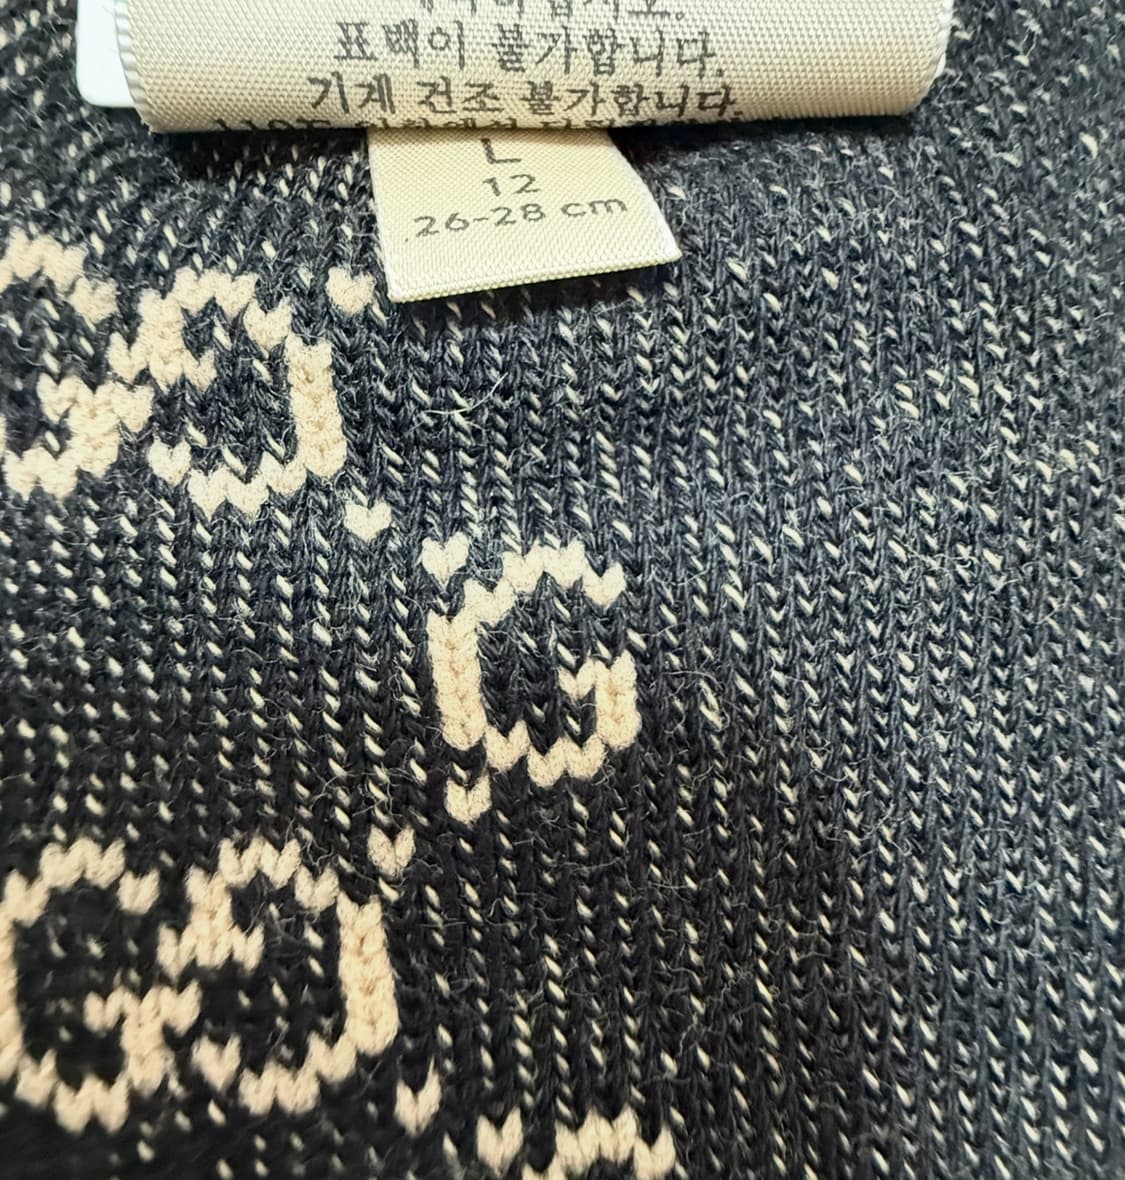 표백이 불가합니다.
기계 건조 불가합니다.
L
12
26-28 cm
G